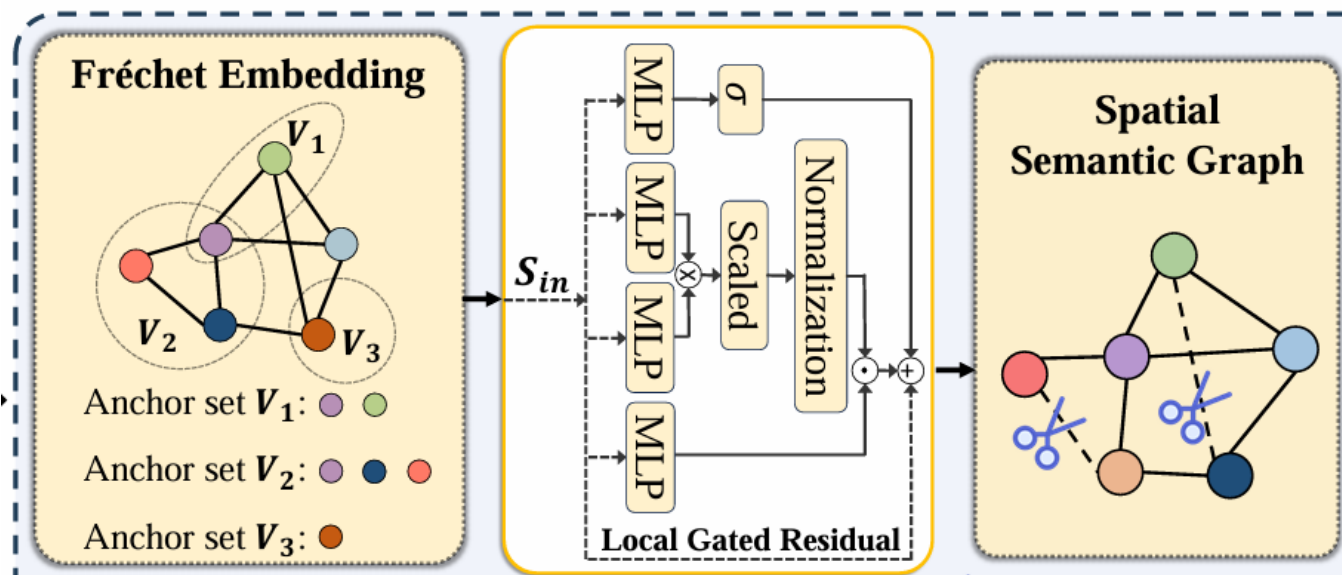 Fréchet Embedding
V₁
V₂
V₃
Anchor set V₁:
Anchor set V₂:
Anchor set V₃:
S_in
MLP
σ
MLP
MLP
×
Scaled
Normalization
·
+
MLP
Local Gated Residual
Spatial
Semantic Graph